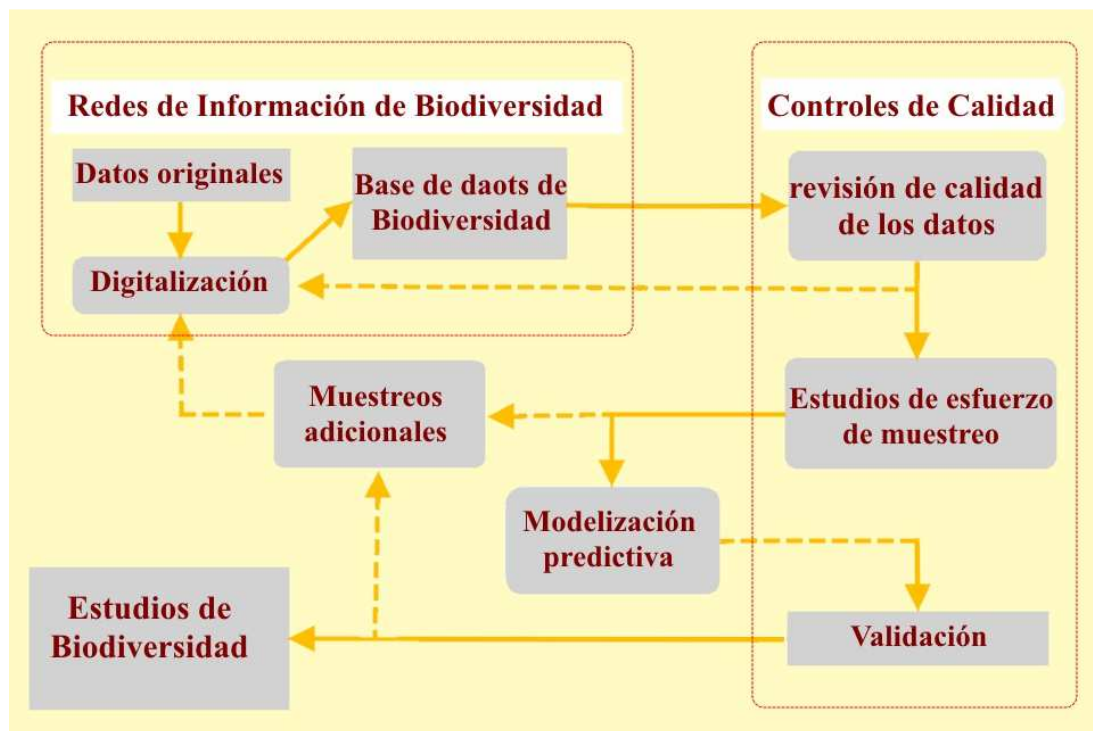 Redes de Información de Biodiversidad
Controles de Calidad
Datos originales
Base de daots de
Biodiversidad
revisión de calidad
de los datos
Digitalización
Muestreos
adicionales
Estudios de esfuerzo
de muestreo
Modelización
predictiva
Estudios de
Biodiversidad
Validación